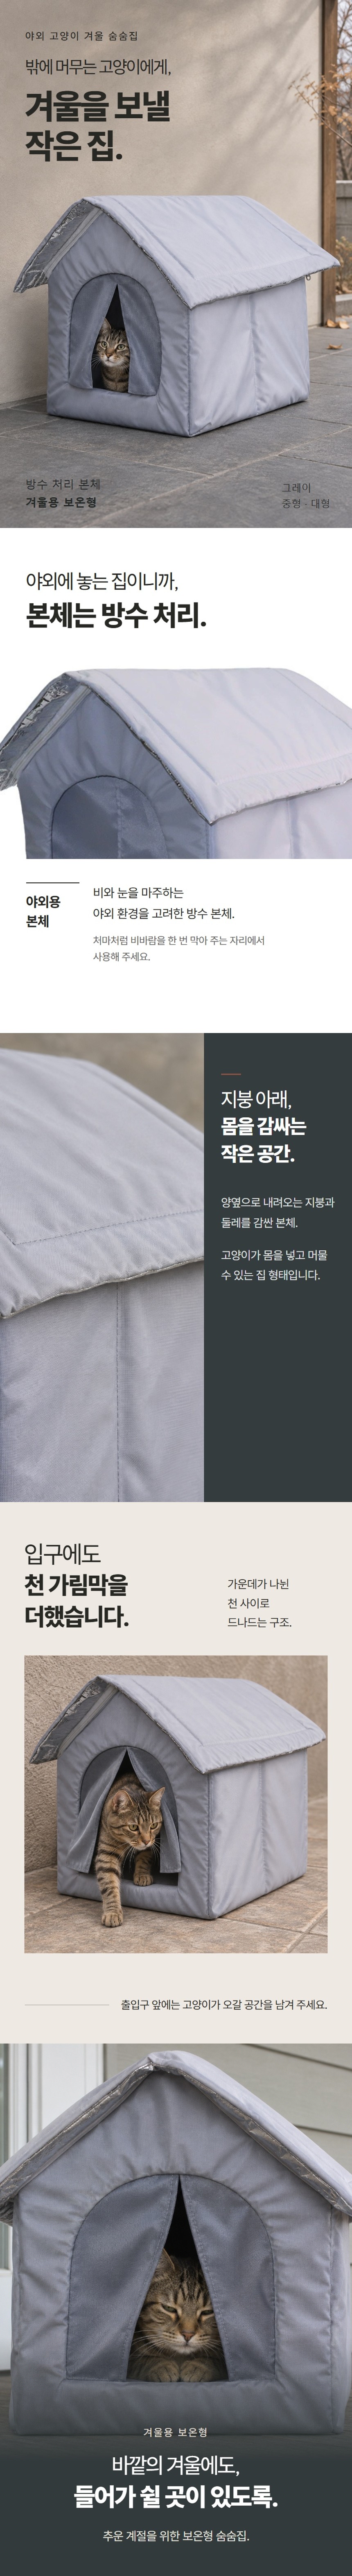 야외 고양이 겨울 숨숨집
밖에 머무는 고양이에게,
겨울을 보낼
작은 집.
방수 처리 본체
겨울용 보온형
그레이
중형 · 대형
야외에 놓는 집이니까,
본체는 방수 처리.
야외용
본체
비와 눈을 마주하는
야외 환경을 고려한 방수 본체.
처마처럼 비바람을 한 번 막아 주는 자리에서
사용해 주세요.
지붕 아래,
몸을 감싸는
작은 공간.
양옆으로 내려오는 지붕과
둘레를 감싼 본체.
고양이가 몸을 넣고 머물
수 있는 집 형태입니다.
입구에도
천 가림막을
더했습니다.
가운데가 나뉜
천 사이로
드나드는 구조.
출입구 앞에는 고양이가 오갈 공간을 남겨 주세요.
겨울용 보온형
바깥의 겨울에도,
들어가 쉴 곳이 있도록.
추운 계절을 위한 보온형 숨숨집.